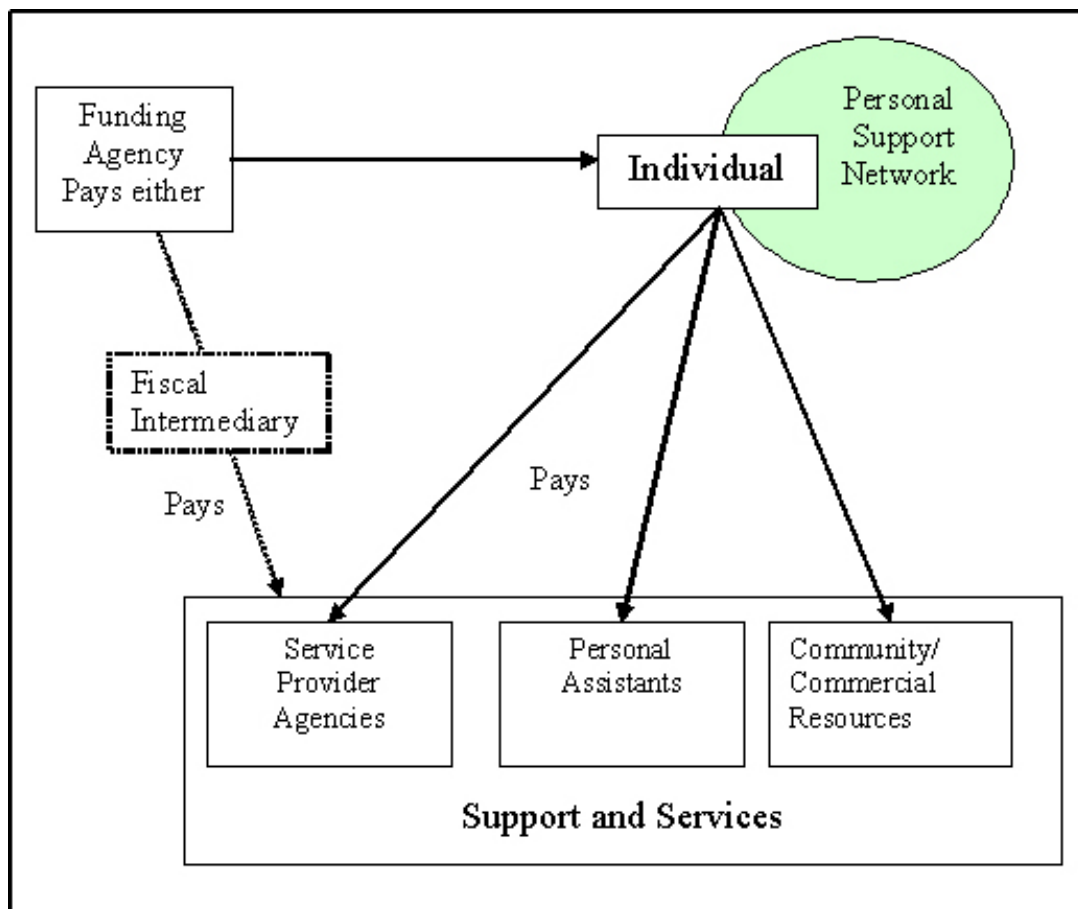 Funding
Agency
Pays either
Individual
Personal
Support
Network
Fiscal
Intermediary
Pays
Pays
Service
Provider
Agencies
Personal
Assistants
Community/
Commercial
Resources
Support and Services